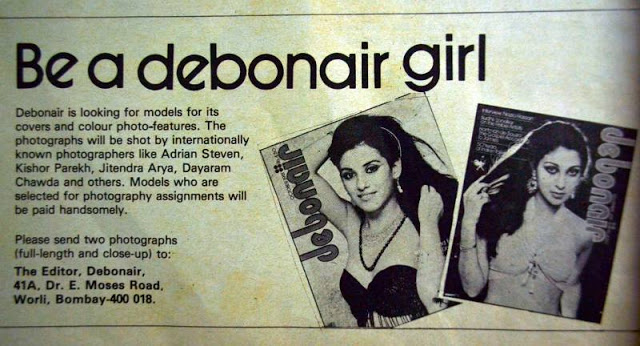 Be a debonair girl
Debonair is looking for models for its
covers and colour photo-features. The
photographs will be shot by internationally
known photographers like Adrian Steven,
Kishor Parekh, Jitendra Arya, Dayaram
Chawda and others. Models who are
selected for photography assignments will
be paid handsomely.
Please send two photographs
(full-length and close-up) to:
The Editor, Debonair,
41A, Dr. E. Moses Road,
Worli, Bombay-400 018.
debonair
debonair